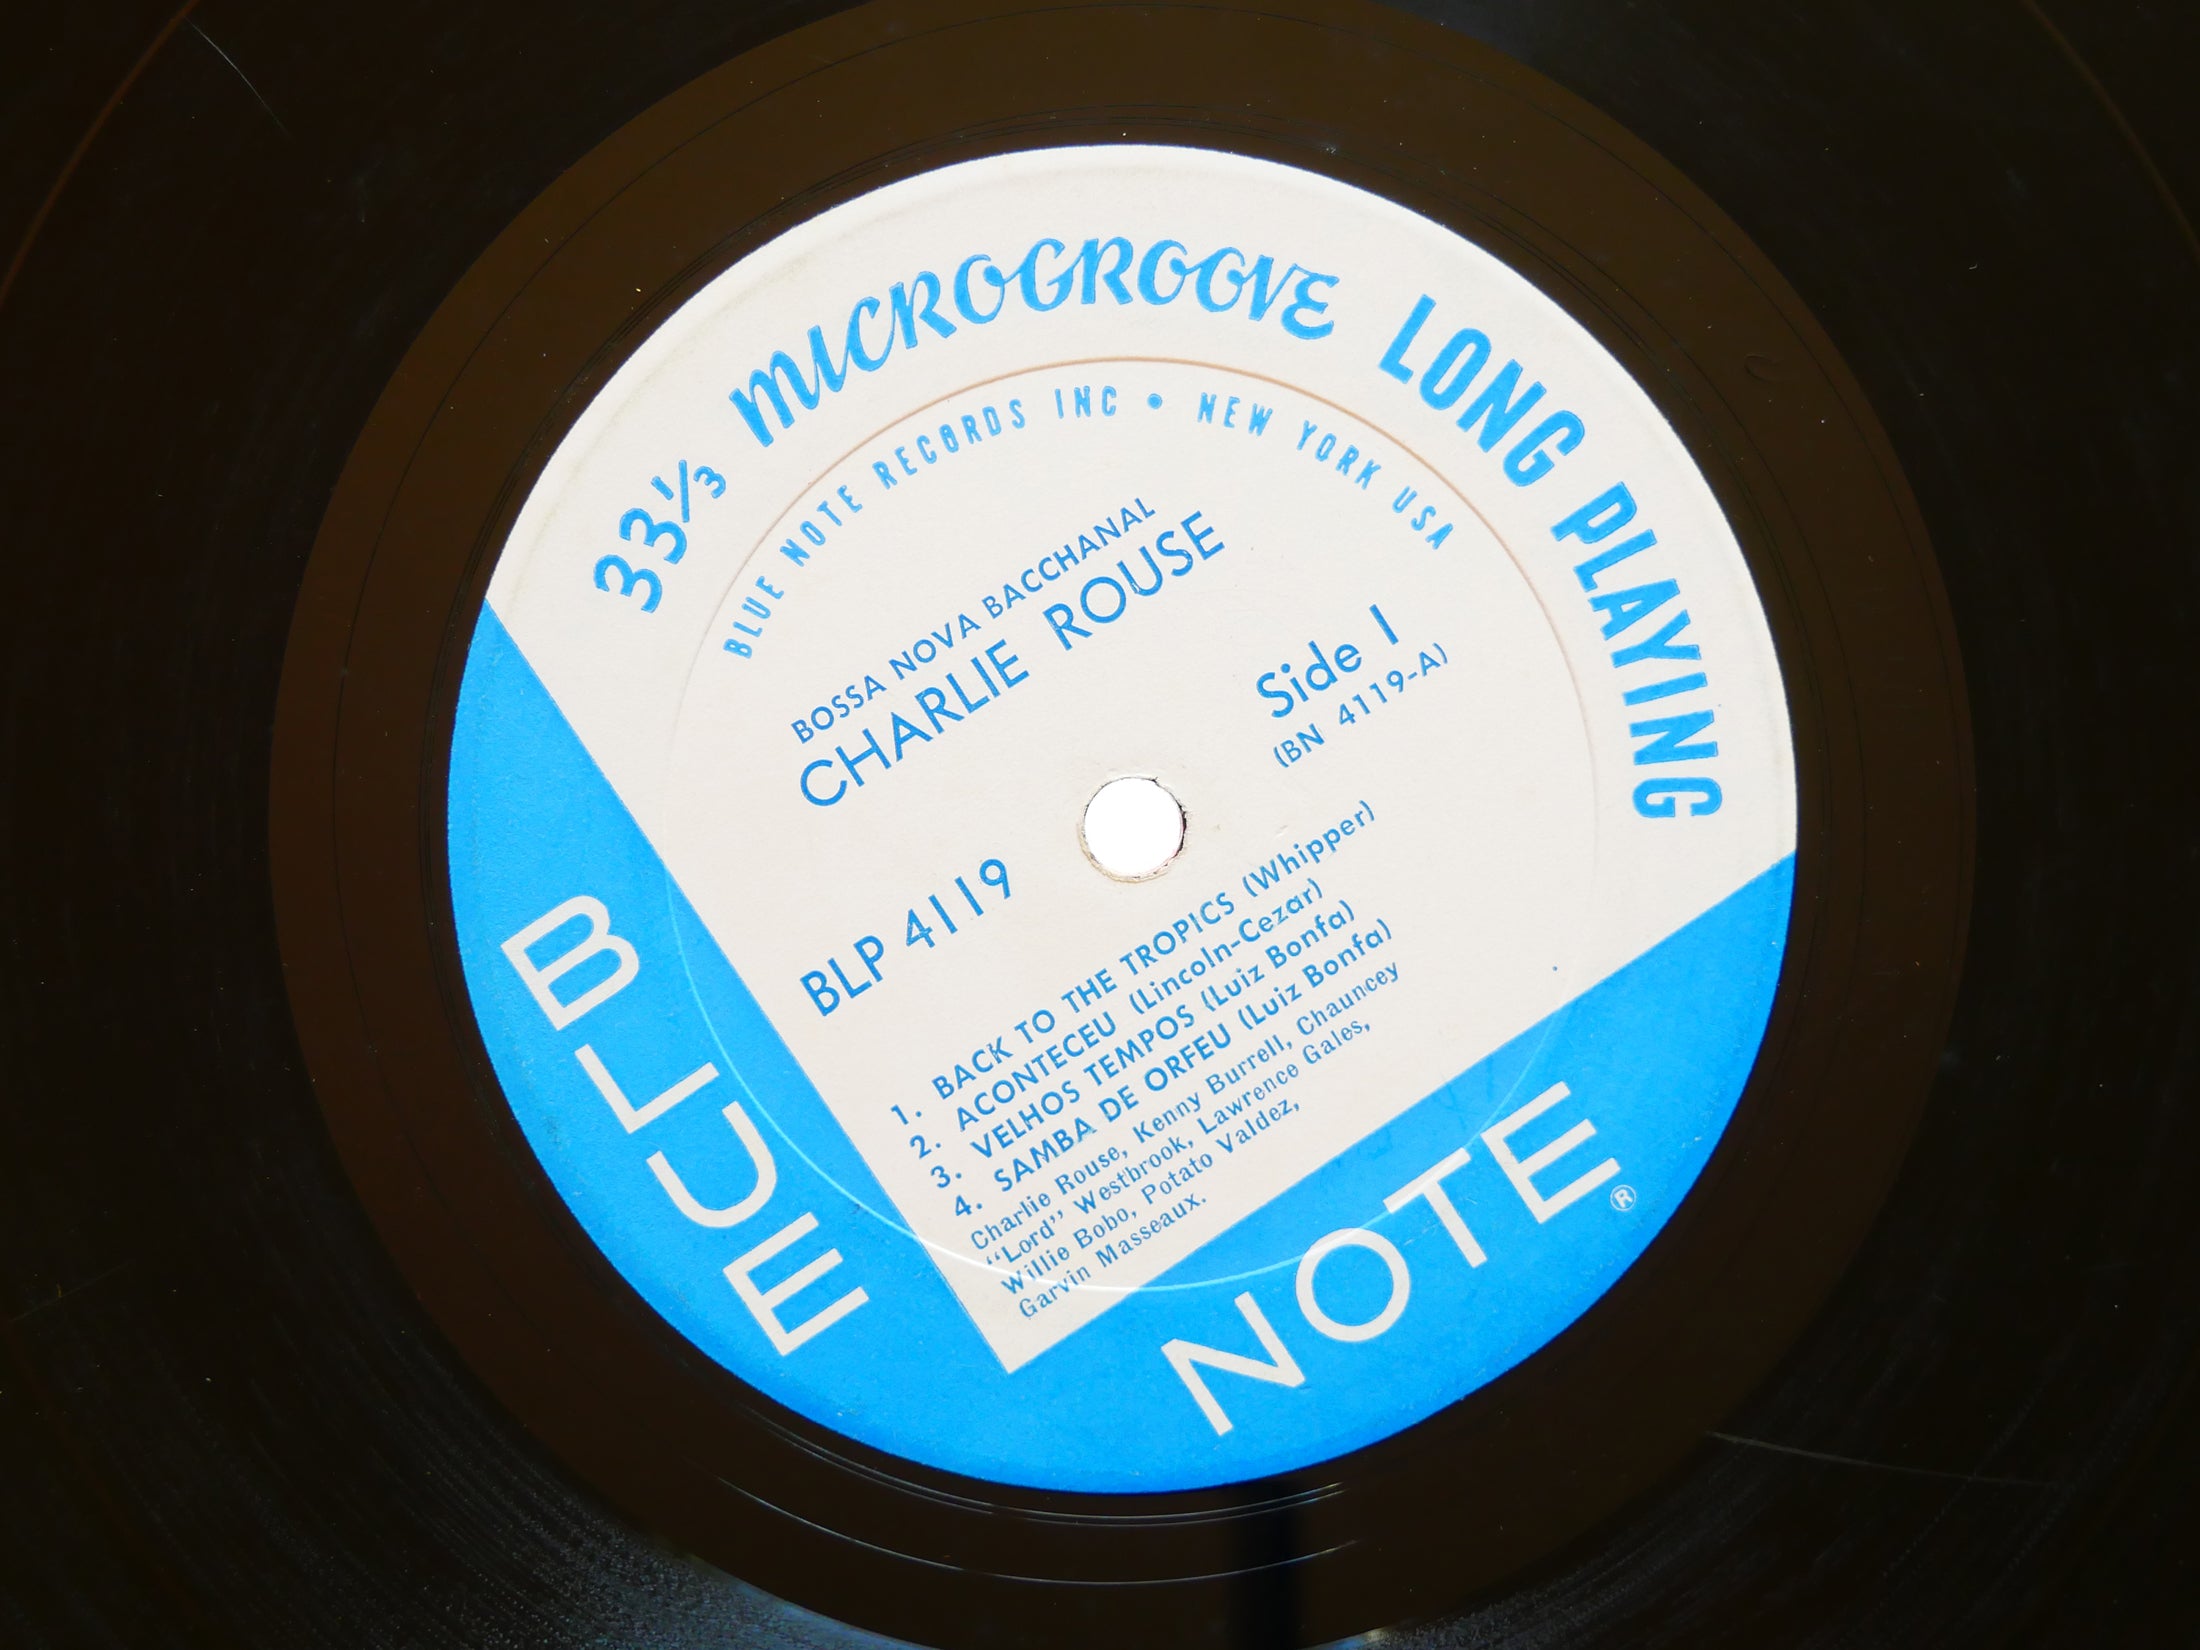 33⅓ MICROGROOVE LONG PLAYING
BLUE NOTE RECORDS INC • NEW YORK USA
BOSSA NOVA BACCHANAL
CHARLIE ROUSE
Side 1
(BN 4119-A)
BLP 4119
1. BACK TO THE TROPICS (Whipper)
2. ACONTECEU (Lincoln-Cezar)
3. VELHOS TEMPOS (Luiz Bonfa)
4. SAMBA DE ORFEU (Luiz Bonfa)
Charlie Rouse, Kenny Burrell, Chauncey
"Lord" Westbrook, Lawrence Gales,
Willie Bobo, Potato Valdez,
Garvin Masseaux.
BLUE
NOTE®